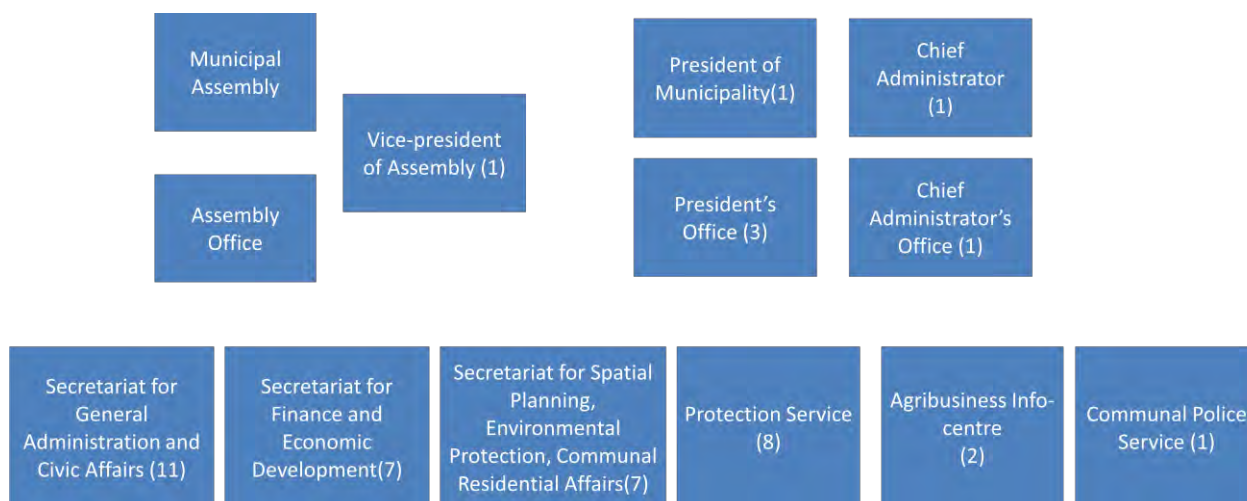 Municipal
Assembly
Vice-president
of Assembly (1)
Assembly
Office
President of
Municipality(1)
Chief
Administrator
(1)
President’s
Office (3)
Chief
Administrator’s
Office (1)
Secretariat for
General
Administration and
Civic Affairs (11)
Secretariat for
Finance and
Economic
Development(7)
Secretariat for Spatial
Planning,
Environmental
Protection, Communal
Residential Affairs(7)
Protection Service
(8)
Agribusiness Info-
centre
(2)
Communal Police
Service (1)